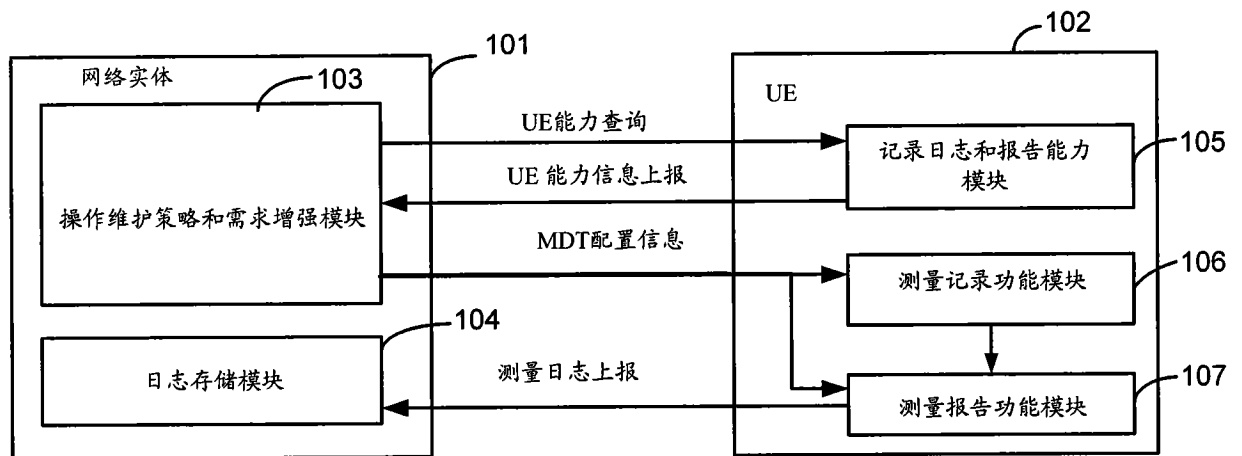 101
102
网络实体
103
UE
UE能力查询
记录日志和报告能力
模块
105
UE 能力信息上报
操作维护策略和需求增强模块
MDT配置信息
测量记录功能模块
106
104
日志存储模块
测量日志上报
测量报告功能模块
107